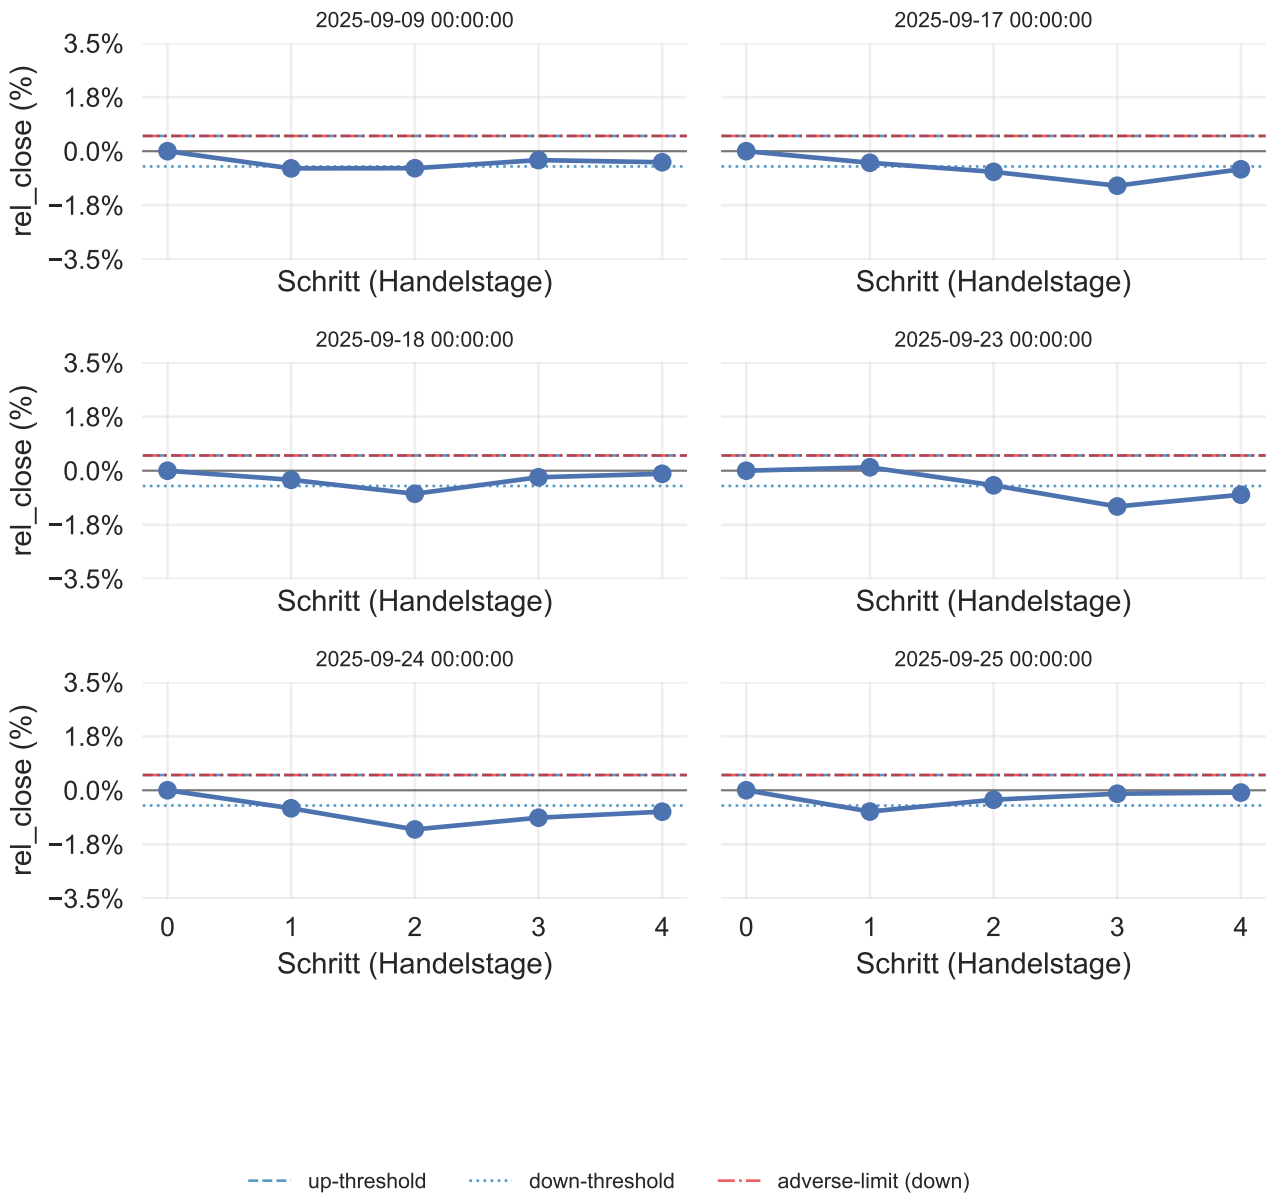 2025-09-09 00:00:00
2025-09-17 00:00:00
rel_close (%)
3.5%
1.8%
0.0%
−1.8%
−3.5%
Schritt (Handelstage)
Schritt (Handelstage)
2025-09-18 00:00:00
2025-09-23 00:00:00
rel_close (%)
3.5%
1.8%
0.0%
−1.8%
−3.5%
Schritt (Handelstage)
Schritt (Handelstage)
2025-09-24 00:00:00
2025-09-25 00:00:00
rel_close (%)
3.5%
1.8%
0.0%
−1.8%
−3.5%
0 1 2 3 4
0 1 2 3 4
Schritt (Handelstage)
Schritt (Handelstage)
up-threshold
down-threshold
adverse-limit (down)